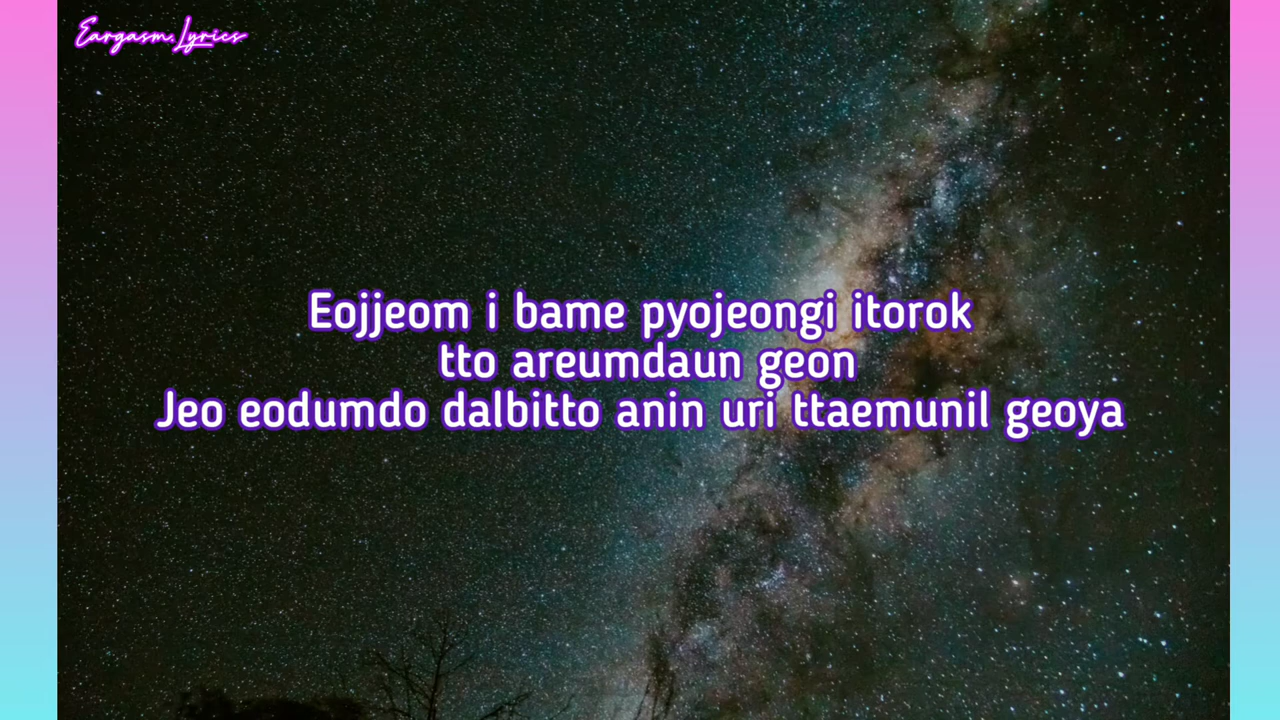 Eargasm.Lyrics
Eojjeom i bame pyojeongi itorok
tto areumdaun geon
Jeo eodumdo dalbitto anin uri ttaemunil geoya